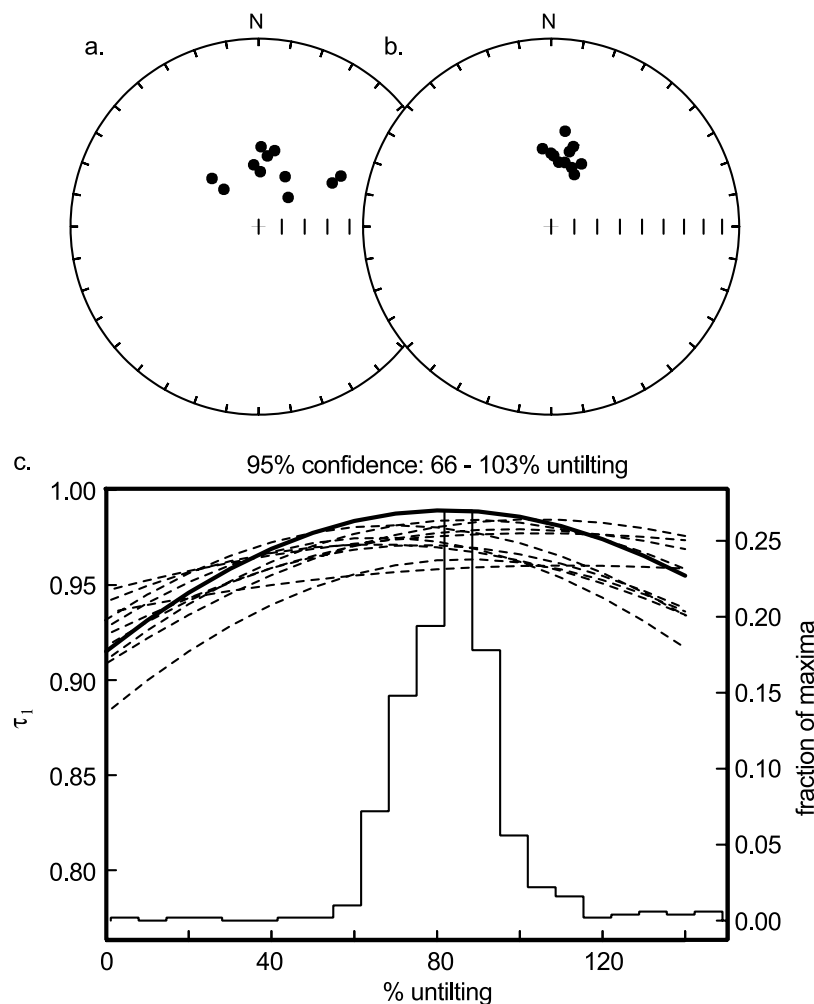 a.
N
b.
N
c.
95% confidence: 66 - 103% untilting
1.00
0.95
0.90
0.85
0.80
τ1
0.25
0.20
0.15
0.10
0.05
0.00
fraction of maxima
0
40
80
120
% untilting